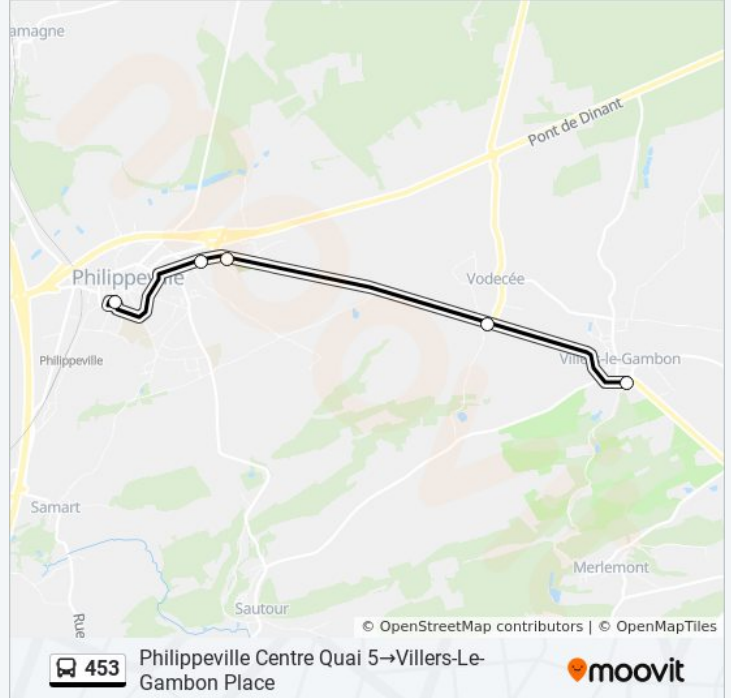 amagne
Pont de Dinant
Philippeville
Vodecée
Villers-le-Gambon
Philippeville
Samart
Merlemont
Sautour
Rue
© OpenStreetMap contributors | © OpenMapTiles
453
Philippeville Centre Quai 5→Villers-Le-
Gambon Place
moovit